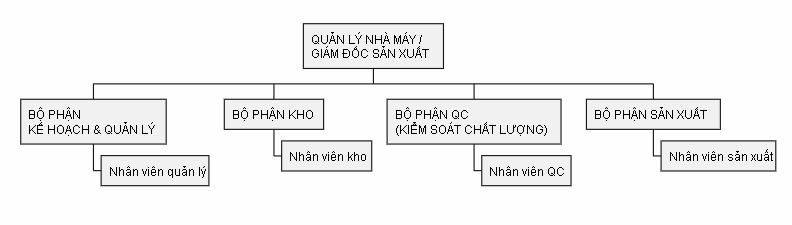 QUẢN LÝ NHÀ MÁY /
GIÁM ĐỐC SẢN XUẤT
BỘ PHẬN
KẾ HOẠCH & QUẢN LÝ
BỘ PHẬN KHO
BỘ PHẬN QC
(KIỂM SOÁT CHẤT LƯỢNG)
BỘ PHẬN SẢN XUẤT
Nhân viên quản lý
Nhân viên kho
Nhân viên QC
Nhân viên sản xuất